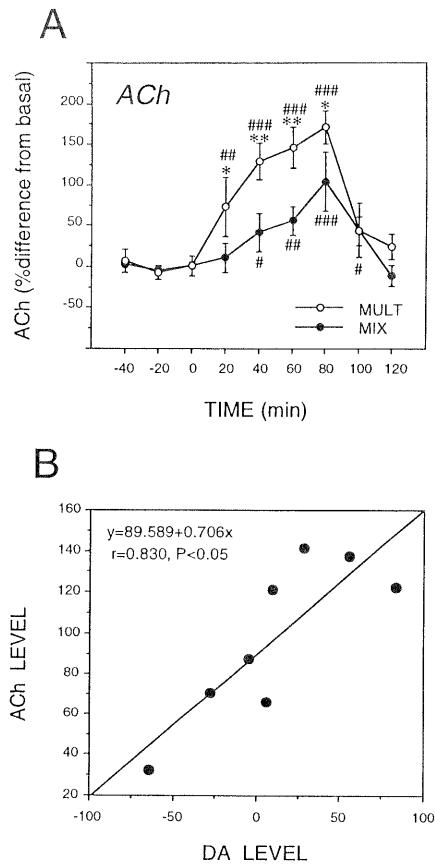 A
ACh
ACh (%difference from basal)
200
150
100
50
0
-50
##
*
###
**
###
**
###
*
#
##
###
#
MULT
MIX
-40 -20 0 20 40 60 80 100 120
TIME (min)
B
y=89.589+0.706x
r=0.830, P<0.05
ACh LEVEL
160
140
120
100
80
60
40
20
-100 -50 0 50 100
DA LEVEL